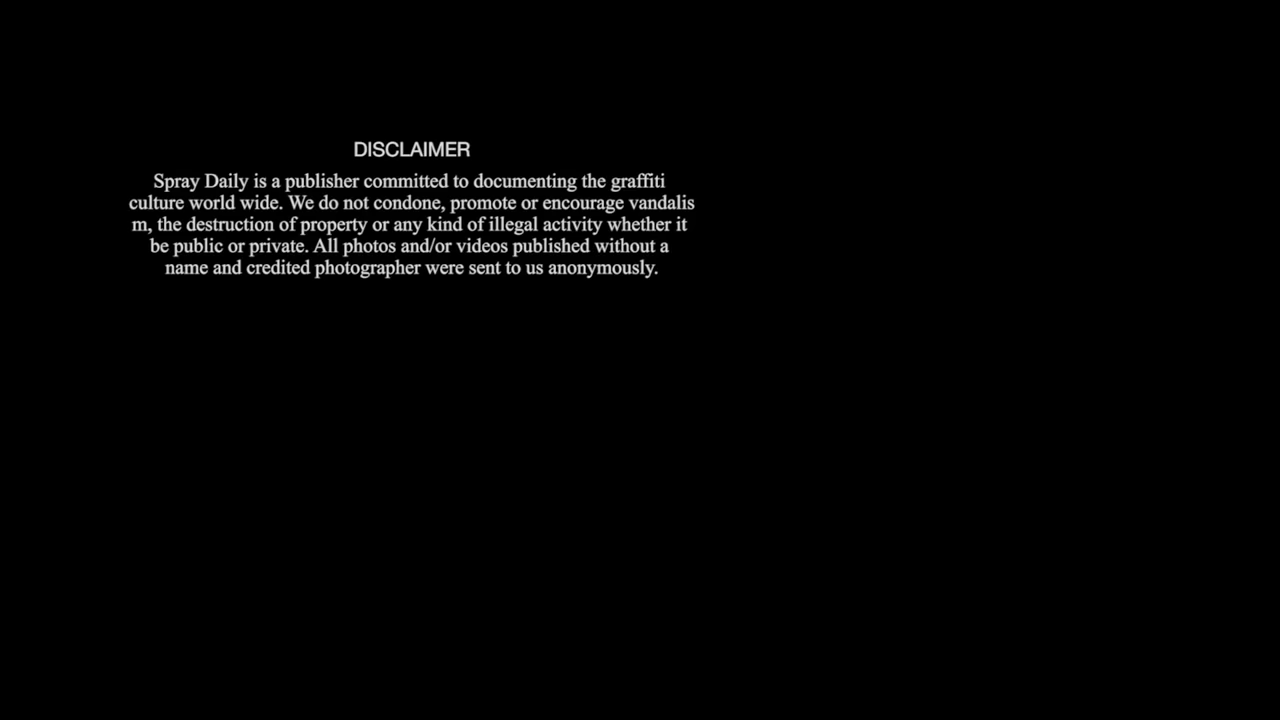 DISCLAIMER
Spray Daily is a publisher committed to documenting the graffiti
culture world wide. We do not condone, promote or encourage vandalis
m, the destruction of property or any kind of illegal activity whether it
be public or private. All photos and/or videos published without a
name and credited photographer were sent to us anonymously.